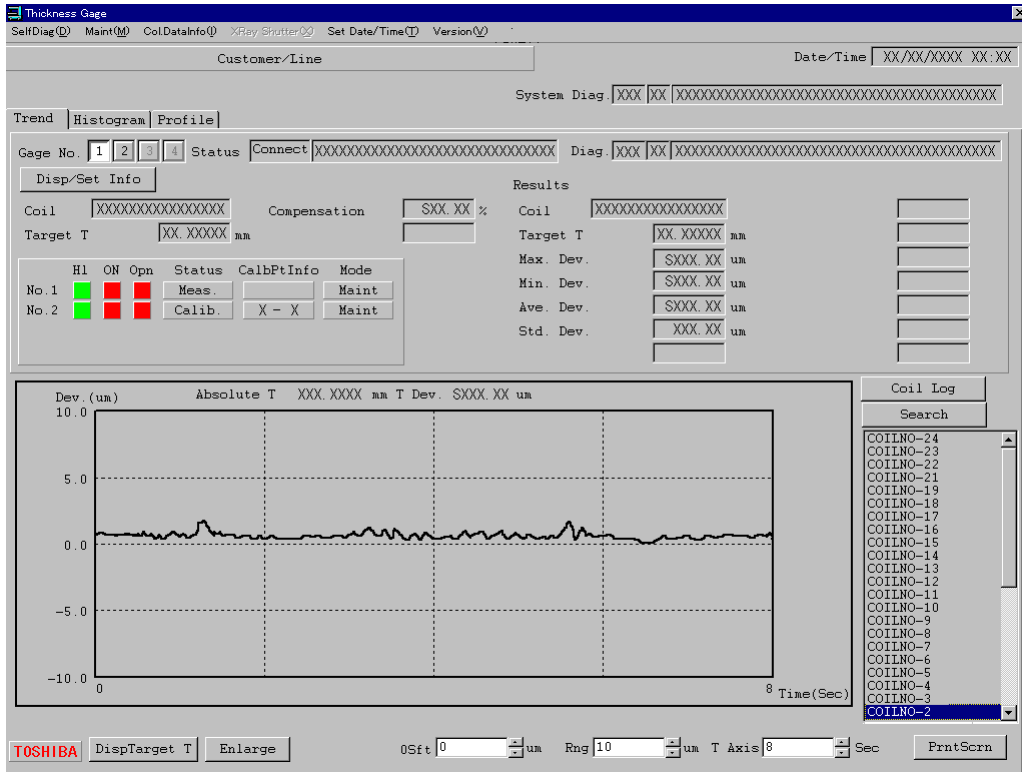 Thickness Gage
SelfDiag(D) Maint(M) Col.DataInfo(I) XRay Shutter(X) Set Date/Time(T) Version(V)
Customer/Line
Date/Time XX/XX/XXXX XX:XX
System Diag. XXX XX XXXXXXXXXXXXXXXXXXXXXXXXXXXXXXXXXXXXXXXX
Trend Histogram Profile
Gage No. 1 2 3 4 Status Connect XXXXXXXXXXXXXXXXXXXXXXXXXXXXXX Diag. XXX XX XXXXXXXXXXXXXXXXXXXXXXXXXXXXXXXXXXXXXXXX
Disp/Set Info
Results
Coil XXXXXXXXXXXXXXXX Compensation SXX.XX % Coil XXXXXXXXXXXXXXXX
Target T XX.XXXXX mm Target T XX.XXXXX mm
Max. Dev. SXXX.XX um
H1 ON Opn Status CalbPtInfo Mode
Min. Dev. SXXX.XX um
No.1 Meas. Maint
Ave. Dev. SXXX.XX um
No.2 Calib. X - X Maint
Std. Dev. XXX.XX um
Coil Log
Dev.(um) Absolute T XXX.XXXX mm T Dev. SXXX.XX um
Search
10.0
5.0
0.0
-5.0
-10.0
0 8 Time(Sec)
COILNO-24
COILNO-23
COILNO-22
COILNO-21
COILNO-19
COILNO-18
COILNO-17
COILNO-16
COILNO-15
COILNO-14
COILNO-13
COILNO-12
COILNO-11
COILNO-10
COILNO-9
COILNO-8
COILNO-7
COILNO-6
COILNO-5
COILNO-4
COILNO-3
COILNO-2
TOSHIBA DispTarget T Enlarge 0Sft 0 um Rng 10 um T Axis 8 Sec PrntScrn